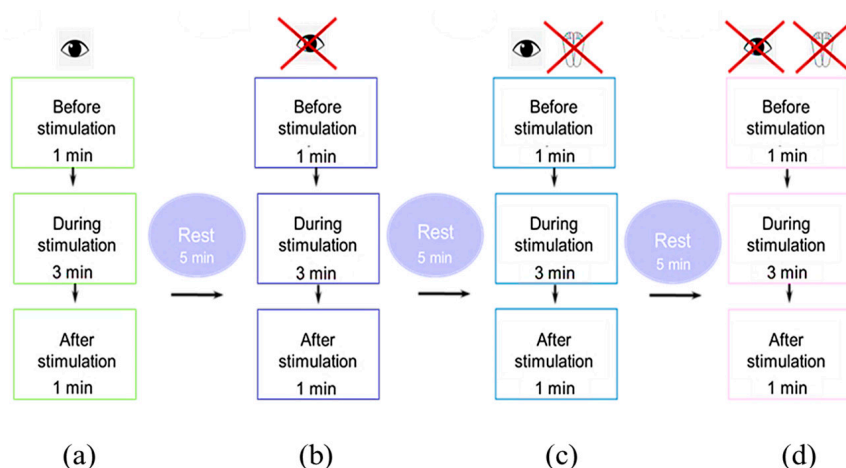 Before
stimulation
1 min
During
stimulation
3 min
After
stimulation
1 min
Rest
5 min
Before
stimulation
1 min
During
stimulation
3 min
After
stimulation
1 min
Rest
5 min
Before
stimulation
1 min
During
stimulation
3 min
After
stimulation
1 min
Rest
5 min
Before
stimulation
1 min
During
stimulation
3 min
After
stimulation
1 min
(a)
(b)
(c)
(d)